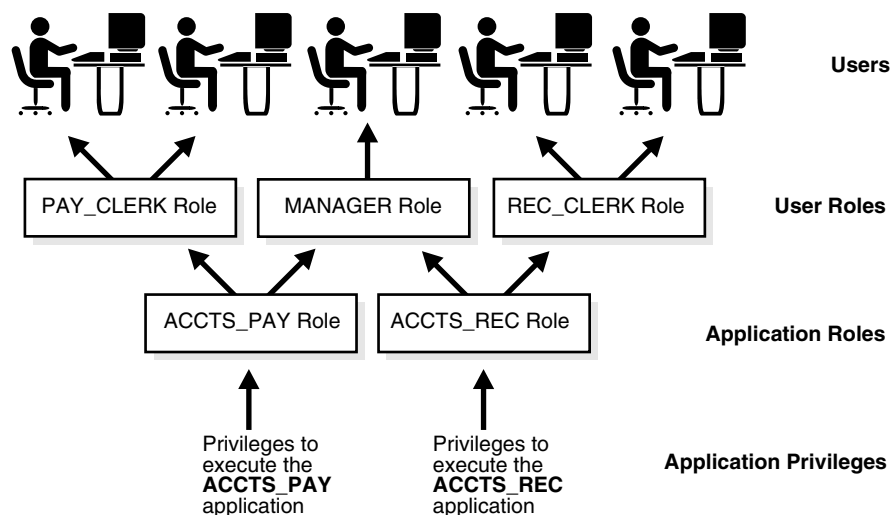 Users
PAY_CLERK Role
MANAGER Role
REC_CLERK Role
User Roles
ACCTS_PAY Role
ACCTS_REC Role
Application Roles
Privileges to
execute the
ACCTS_PAY
application
Privileges to
execute the
ACCTS_REC
application
Application Privileges